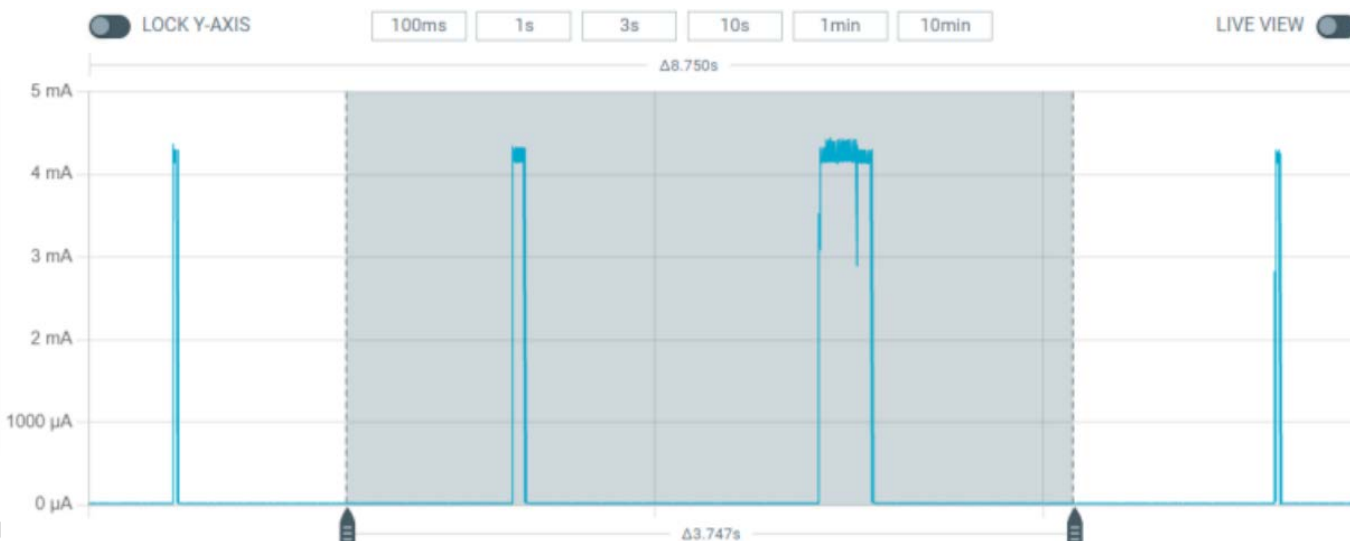 LOCK Y-AXIS 100ms 1s 3s 10s 1min 10min LIVE VIEW
Δ8.750s
5 mA
4 mA
3 mA
2 mA
1000 µA
0 µA
Δ3.747s